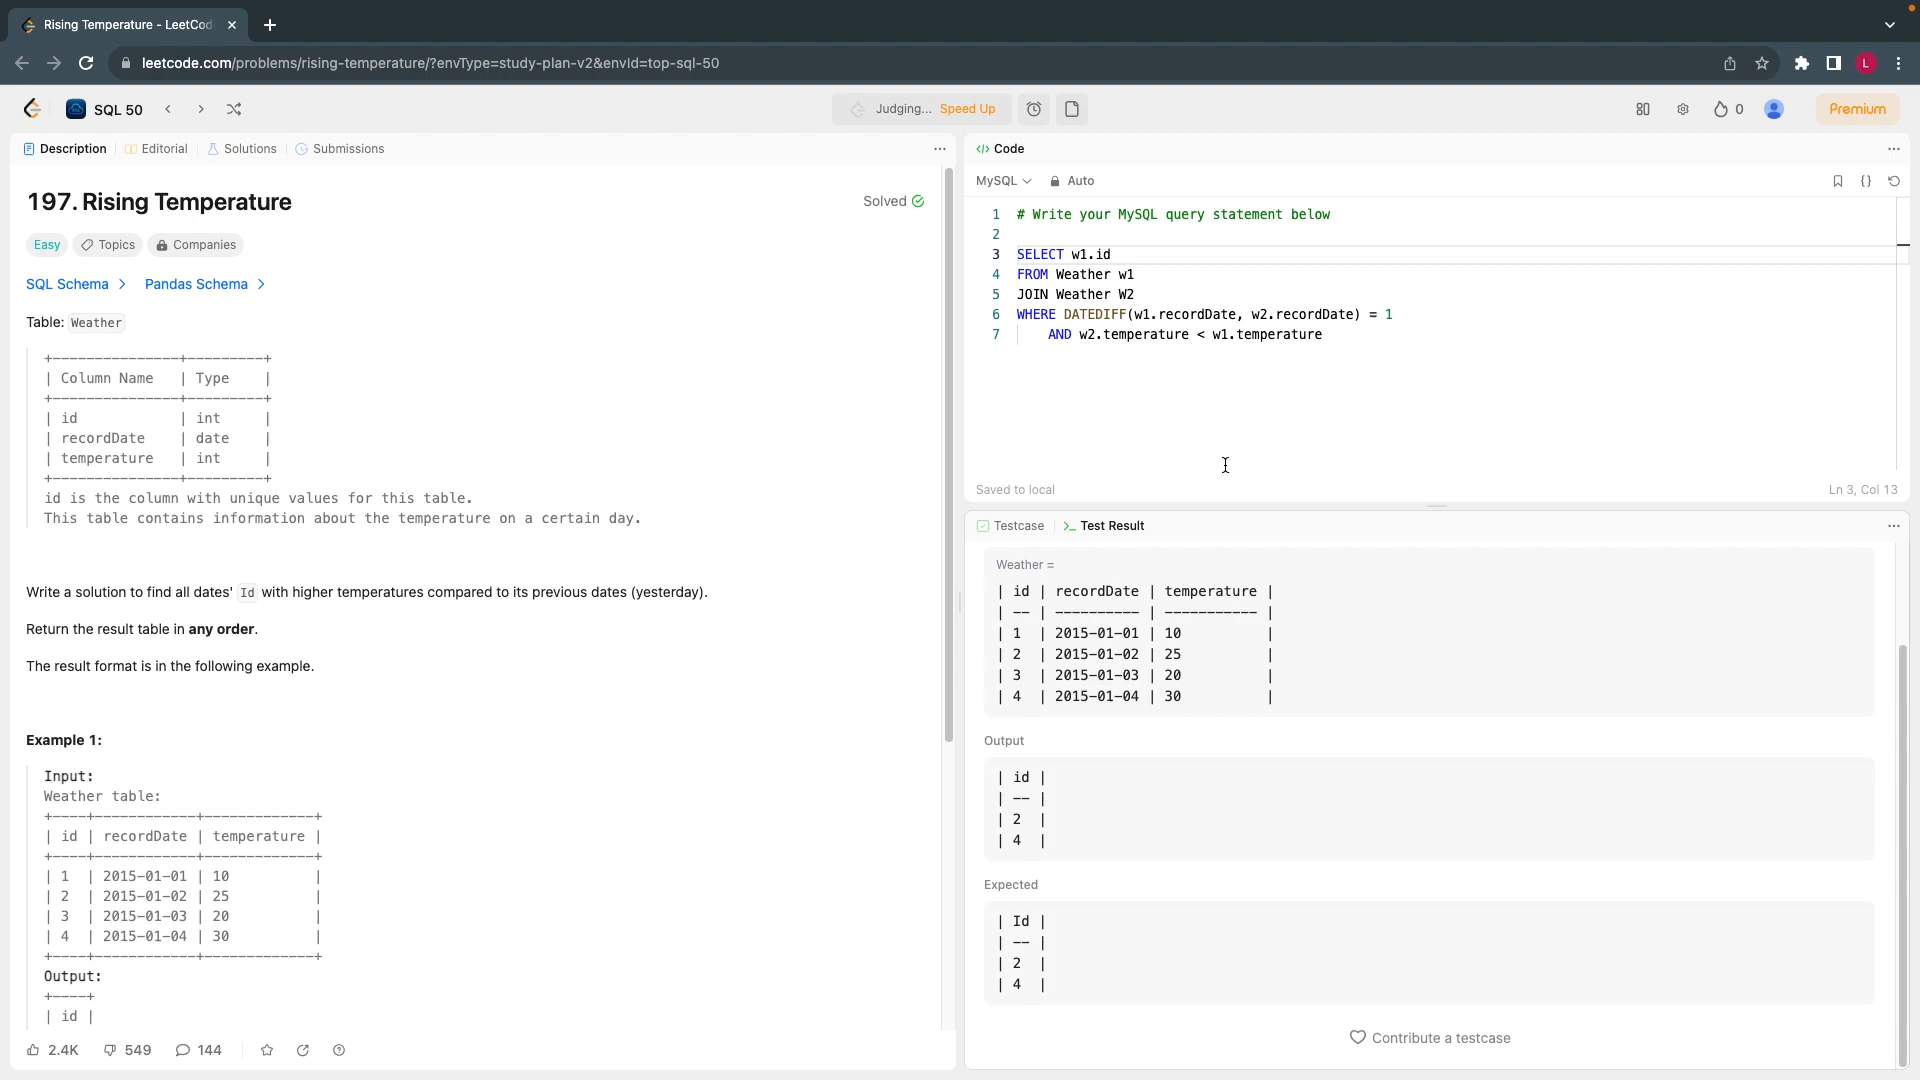 Rising Temperature - LeetCod
leetcode.com/problems/rising-temperature/?envType=study-plan-v2&envId=top-sql-50
L
SQL 50
Judging... Speed Up
0
Premium
Description
Editorial
Solutions
Submissions
197. Rising Temperature
Solved
Easy
Topics
Companies
SQL Schema
Pandas Schema
Table: Weather
+---------------+---------+
| Column Name   | Type    |
+---------------+---------+
| id            | int     |
| recordDate    | date    |
| temperature   | int     |
+---------------+---------+
id is the column with unique values for this table.
This table contains information about the temperature on a certain day.
Write a solution to find all dates' Id with higher temperatures compared to its previous dates (yesterday).
Return the result table in any order.
The result format is in the following example.
Example 1:
Input:
Weather table:
+----+------------+-------------+
| id | recordDate | temperature |
+----+------------+-------------+
| 1  | 2015-01-01 | 10          |
| 2  | 2015-01-02 | 25          |
| 3  | 2015-01-03 | 20          |
| 4  | 2015-01-04 | 30          |
+----+------------+-------------+
Output:
+----+
| id |
2.4K
549
144
Code
MySQL
Auto
1 # Write your MySQL query statement below
2
3 SELECT w1.id
4 FROM Weather w1
5 JOIN Weather W2
6 WHERE DATEDIFF(w1.recordDate, w2.recordDate) = 1
7     AND w2.temperature < w1.temperature
Saved to local
Ln 3, Col 13
Testcase
Test Result
Weather =
| id | recordDate | temperature |
| -- | ---------- | ----------- |
| 1  | 2015-01-01 | 10          |
| 2  | 2015-01-02 | 25          |
| 3  | 2015-01-03 | 20          |
| 4  | 2015-01-04 | 30          |
Output
| id |
| -- |
| 2  |
| 4  |
Expected
| Id |
| -- |
| 2  |
| 4  |
Contribute a testcase